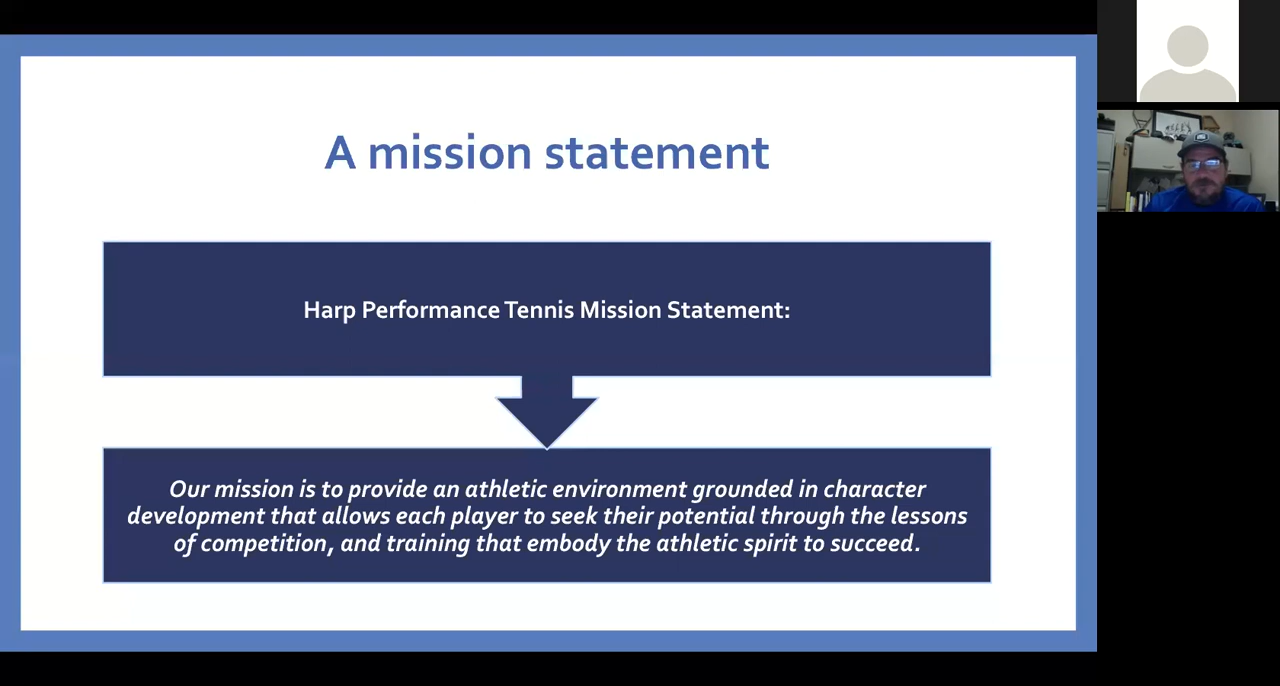 A mission statement
Harp Performance Tennis Mission Statement:
Our mission is to provide an athletic environment grounded in character
development that allows each player to seek their potential through the lessons
of competition, and training that embody the athletic spirit to succeed.